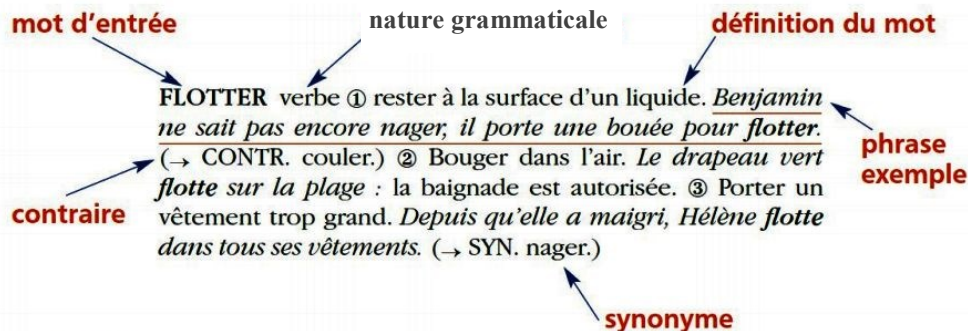 mot d'entrée
nature grammaticale
définition du mot
FLOTTER verbe ① rester à la surface d'un liquide. Benjamin
ne sait pas encore nager, il porte une bouée pour flotter.
(→ CONTR. couler.) ② Bouger dans l'air. Le drapeau vert
flotte sur la plage : la baignade est autorisée. ③ Porter un
vêtement trop grand. Depuis qu'elle a maigri, Hélène flotte
dans tous ses vêtements. (→ SYN. nager.)
phrase
exemple
contraire
synonyme